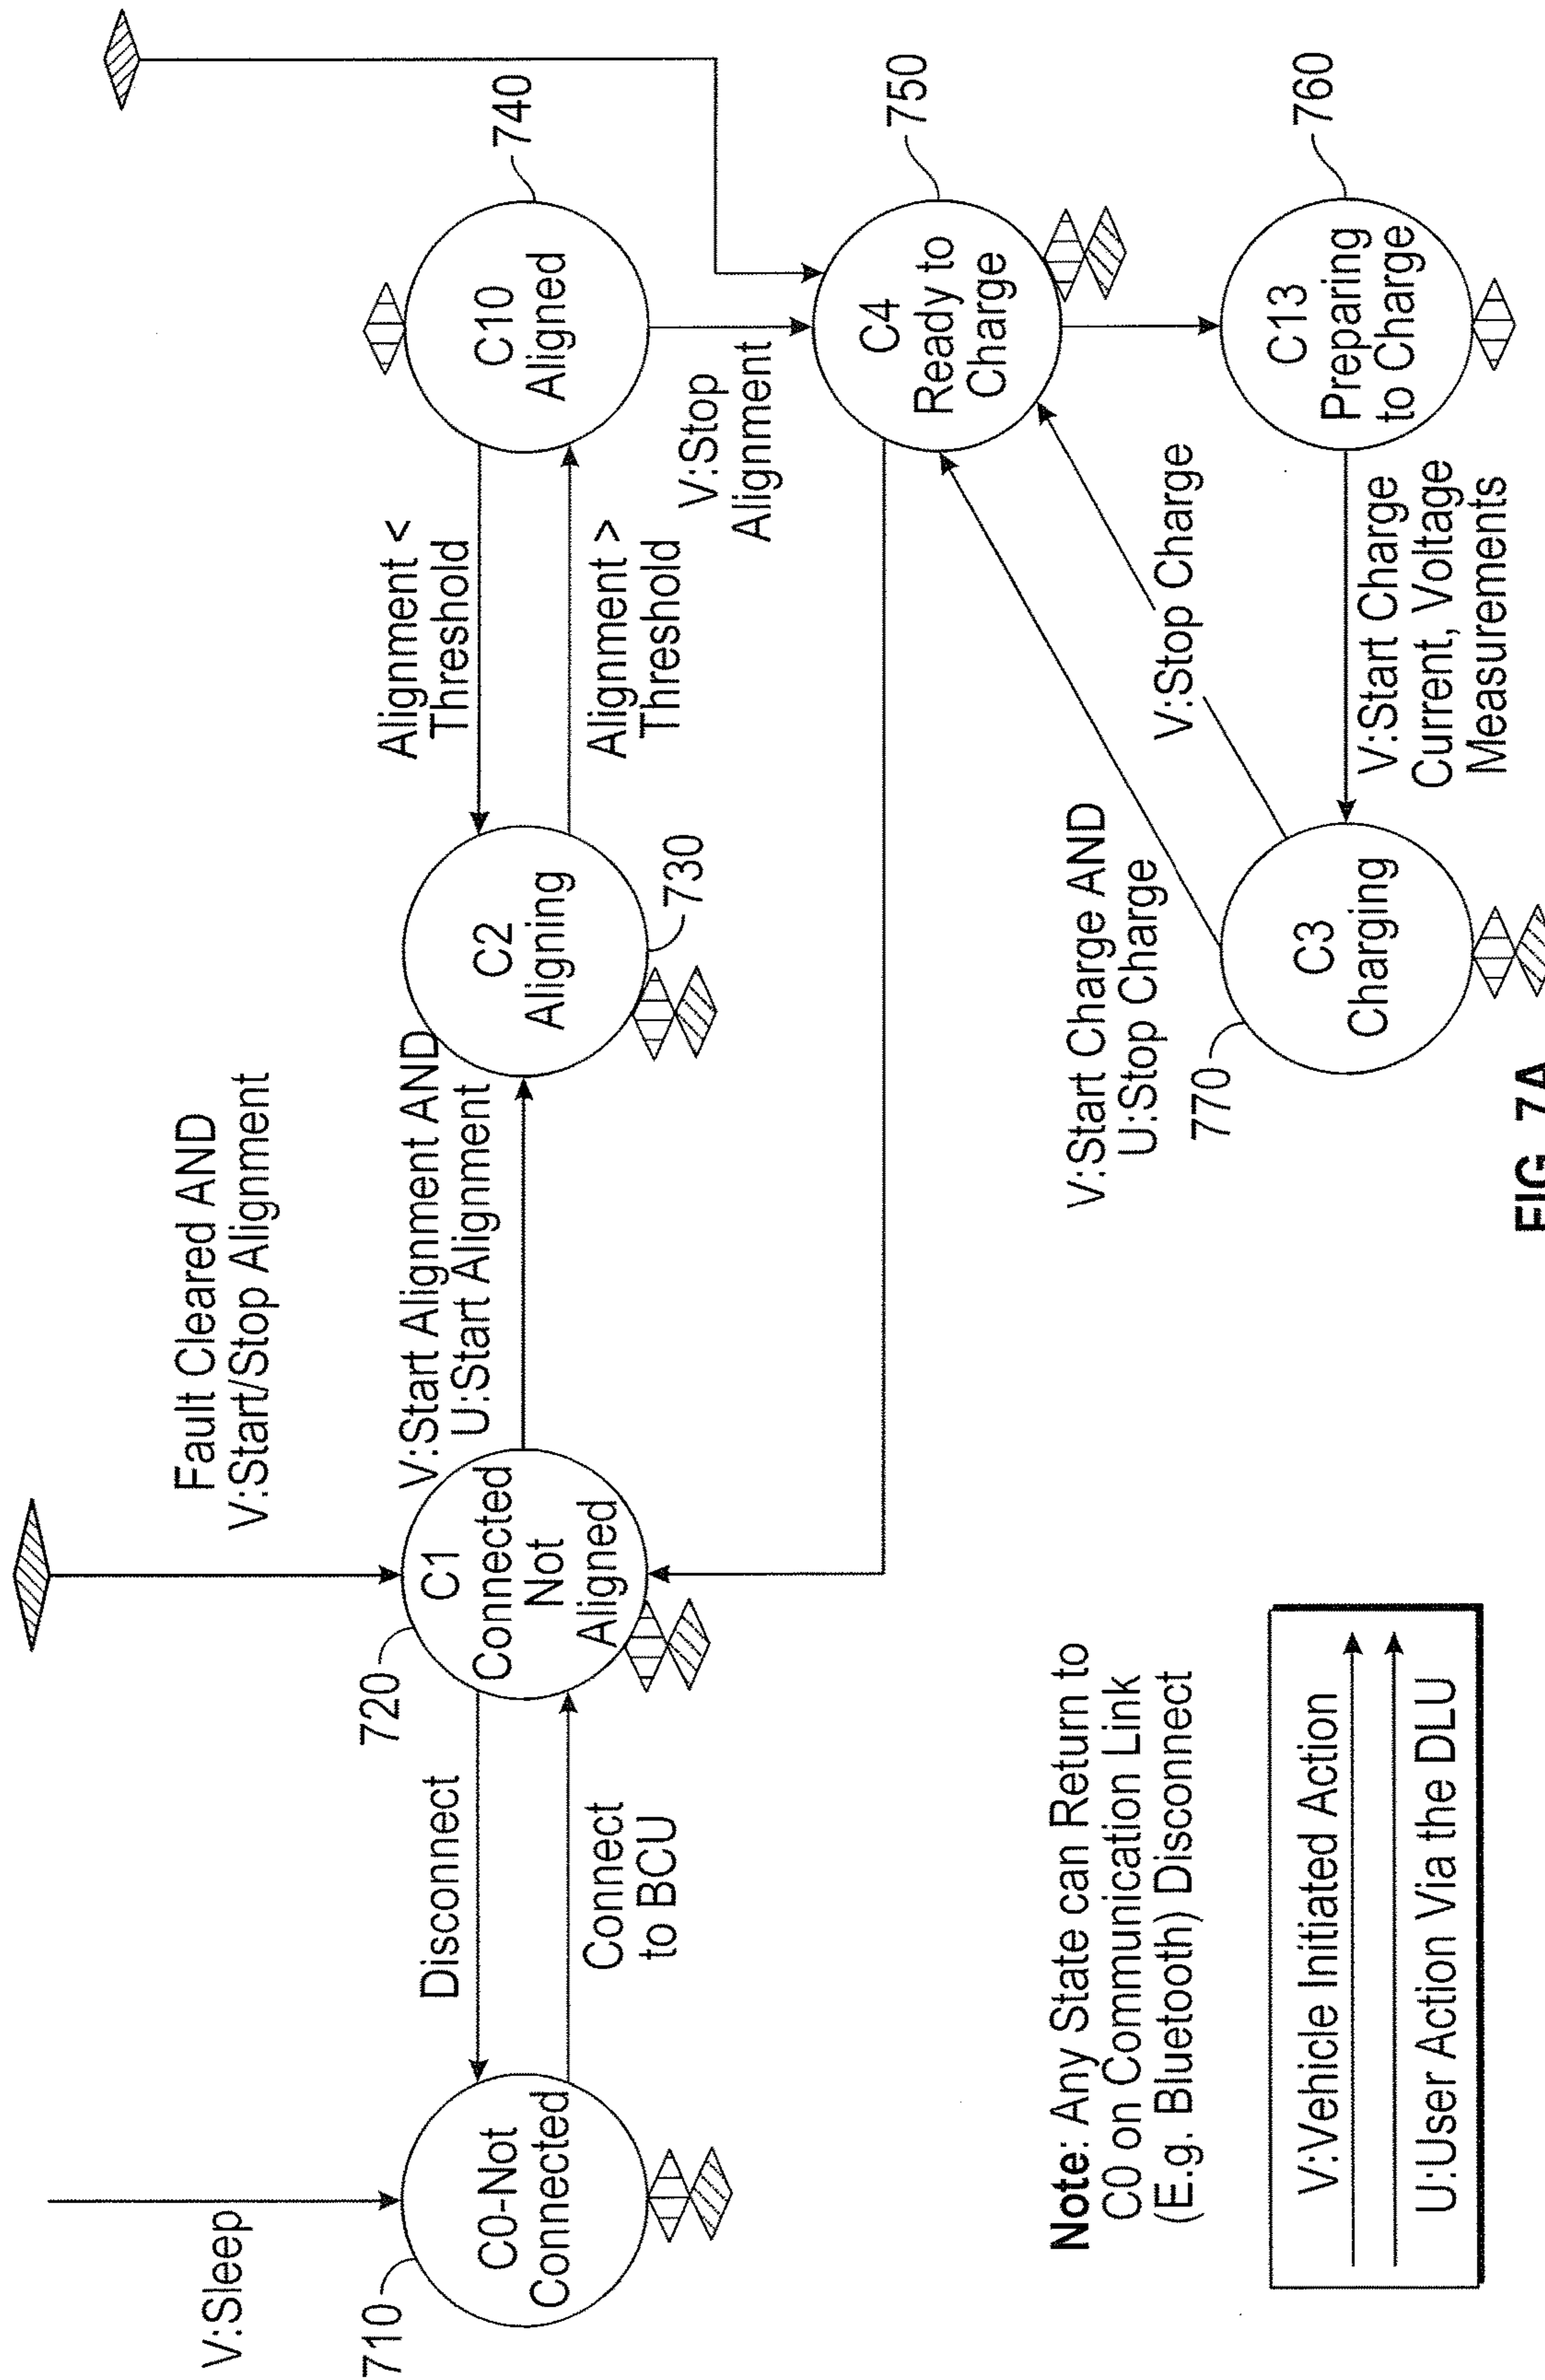 V:Sleep
710
C0-Not
Connected
Disconnect
Connect
to BCU
720
C1
Connected
Not
Aligned
Fault Cleared AND
V:Start/Stop Alignment
V:Start Alignment AND
U:Start Alignment
C2
Aligning
730
Alignment <
Threshold
Alignment >
Threshold
C10
Aligned
740
V:Stop
Alignment
C4
Ready to
Charge
750
C13
Preparing
to Charge
760
V:Start Charge
Current, Voltage
Measurements
V:Stop Charge
V:Start Charge AND
U:Stop Charge
770
C3
Charging
Note: Any State can Return to
C0 on Communication Link
(E.g. Bluetooth) Disconnect
V:Vehicle Initiated Action
U:User Action Via the DLU
FIG. 7A